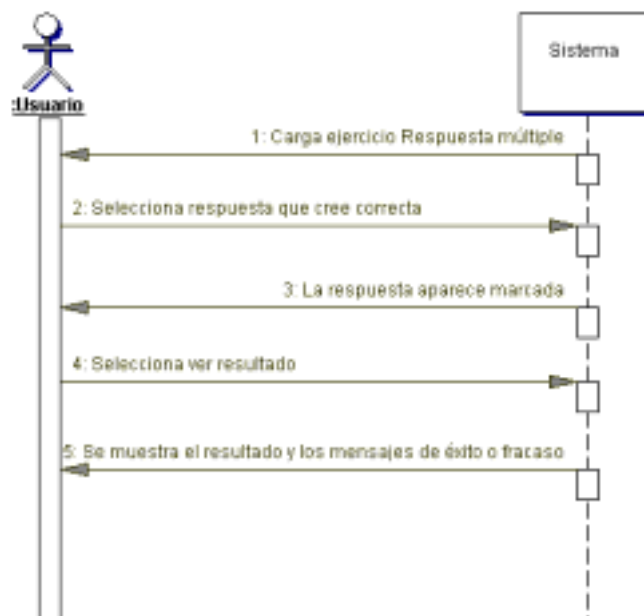 Sistema
:Usuario
1: Carga ejercicio Respuesta múltiple
2: Selecciona respuesta que cree correcta
3: La respuesta aparece marcada
4: Selecciona ver resultado
5: Se muestra el resultado y los mensajes de éxito o fracaso